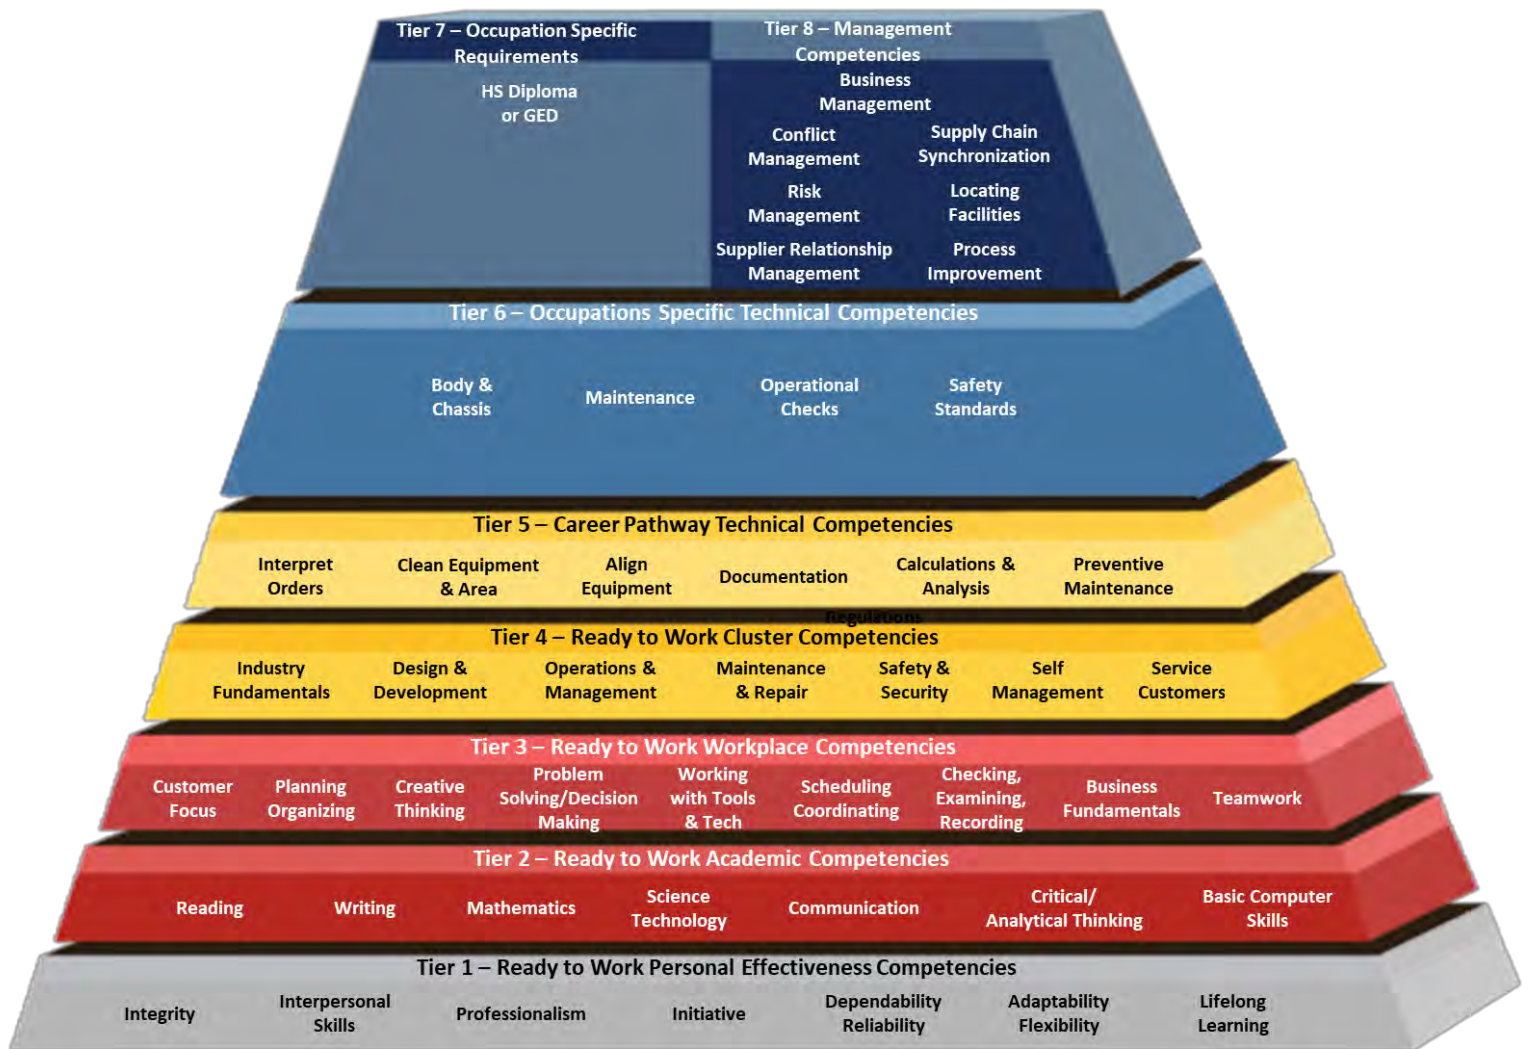 Tier 7 – Occupation Specific
Requirements
HS Diploma
or GED
Tier 8 – Management
Competencies
Business
Management
Conflict
Management
Supply Chain
Synchronization
Risk
Management
Locating
Facilities
Supplier Relationship
Management
Process
Improvement
Tier 6 – Occupations Specific Technical Competencies
Body &
Chassis
Maintenance
Operational
Checks
Safety
Standards
Tier 5 – Career Pathway Technical Competencies
Interpret
Orders
Clean Equipment
& Area
Align
Equipment
Documentation
Calculations &
Analysis
Preventive
Maintenance
Regulations
Tier 4 – Ready to Work Cluster Competencies
Industry
Fundamentals
Design &
Development
Operations &
Management
Maintenance
& Repair
Safety &
Security
Self
Management
Service
Customers
Tier 3 – Ready to Work Workplace Competencies
Customer
Focus
Planning
Organizing
Creative
Thinking
Problem
Solving/Decision
Making
Working
with Tools
& Tech
Scheduling
Coordinating
Checking,
Examining,
Recording
Business
Fundamentals
Teamwork
Tier 2 – Ready to Work Academic Competencies
Reading
Writing
Mathematics
Science
Technology
Communication
Critical/
Analytical Thinking
Basic Computer
Skills
Tier 1 – Ready to Work Personal Effectiveness Competencies
Integrity
Interpersonal
Skills
Professionalism
Initiative
Dependability
Reliability
Adaptability
Flexibility
Lifelong
Learning